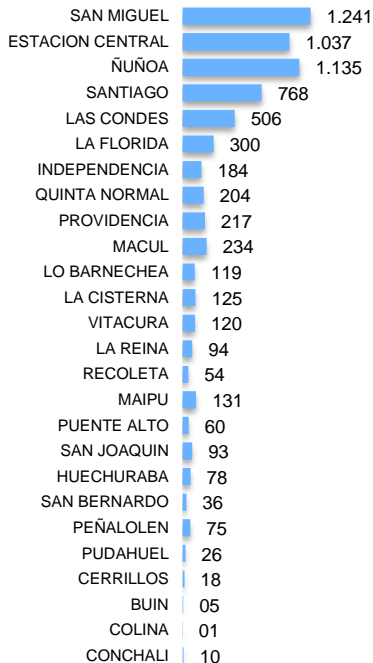 SAN MIGUEL 1.241
ESTACION CENTRAL 1.037
ÑUÑOA 1.135
SANTIAGO 768
LAS CONDES 506
LA FLORIDA 300
INDEPENDENCIA 184
QUINTA NORMAL 204
PROVIDENCIA 217
MACUL 234
LO BARNECHEA 119
LA CISTERNA 125
VITACURA 120
LA REINA 94
RECOLETA 54
MAIPU 131
PUENTE ALTO 60
SAN JOAQUIN 93
HUECHURABA 78
SAN BERNARDO 36
PEÑALOLEN 75
PUDAHUEL 26
CERRILLOS 18
BUIN 05
COLINA 01
CONCHALI 10